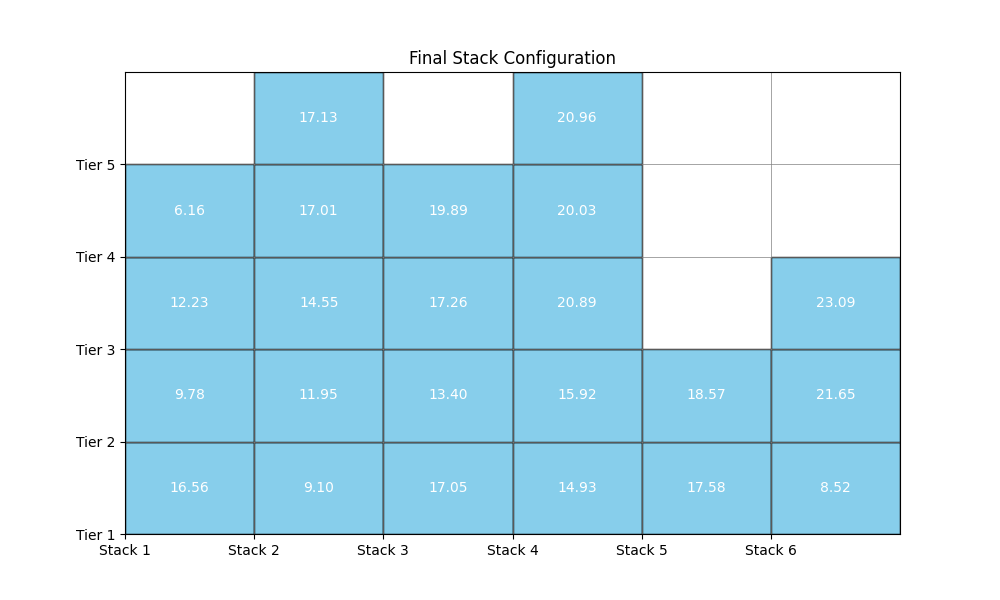 Final Stack Configuration
17.13 20.96
Tier 5
6.16 17.01 19.89 20.03
Tier 4
12.23 14.55 17.26 20.89 23.09
Tier 3
9.78 11.95 13.40 15.92 18.57 21.65
Tier 2
16.56 9.10 17.05 14.93 17.58 8.52
Tier 1
Stack 1 Stack 2 Stack 3 Stack 4 Stack 5 Stack 6